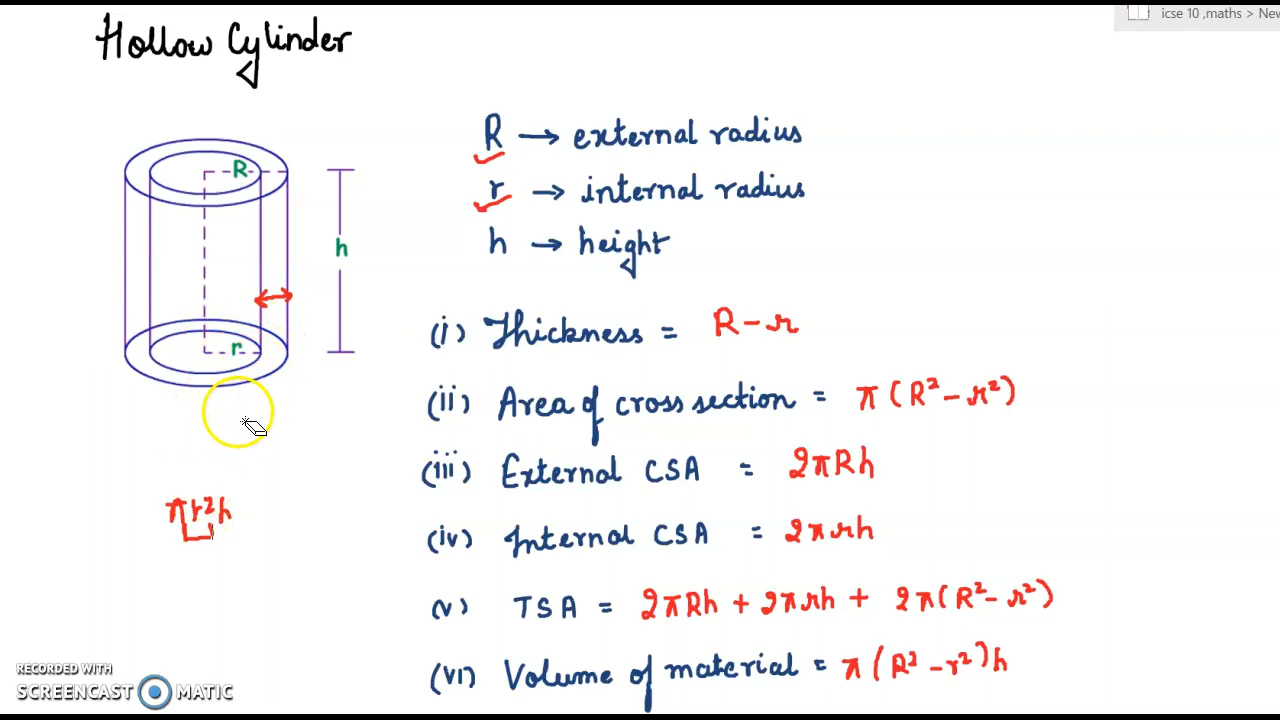 icse 10 ,maths > New
Hollow Cylinder
R
h
r
R → external radius
r → internal radius
h → height
(i) Thickness = R - r
(ii) Area of cross section = π (R² - r²)
(iii) External CSA = 2πRh
πr²h
(iv) Internal CSA = 2πrh
(v) TSA = 2πRh + 2πrh + 2π(R² - r²)
(vi) Volume of material = π (R² - r²)h
RECORDED WITH
SCREENCAST MATIC